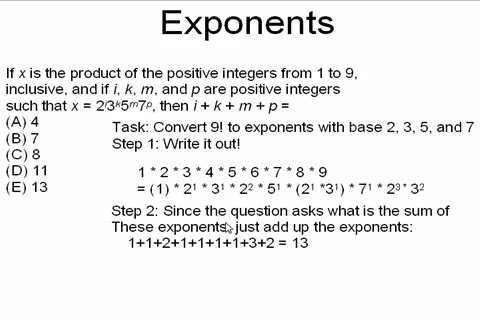 Exponents
If x is the product of the positive integers from 1 to 9,
inclusive, and if i, k, m, and p are positive integers
such that x = 2ⁱ3ᵏ5ᵐ7ᵖ, then i + k + m + p =
(A) 4
(B) 7
(C) 8
(D) 11
(E) 13
Task: Convert 9! to exponents with base 2, 3, 5, and 7
Step 1: Write it out!
1 * 2 * 3 * 4 * 5 * 6 * 7 * 8 * 9
= (1) * 2¹ * 3¹ * 2² * 5¹ * (2¹ *3¹) * 7¹ * 2³ * 3²
Step 2: Since the question asks what is the sum of
These exponents, just add up the exponents:
1+1+2+1+1+1+1+3+2 = 13